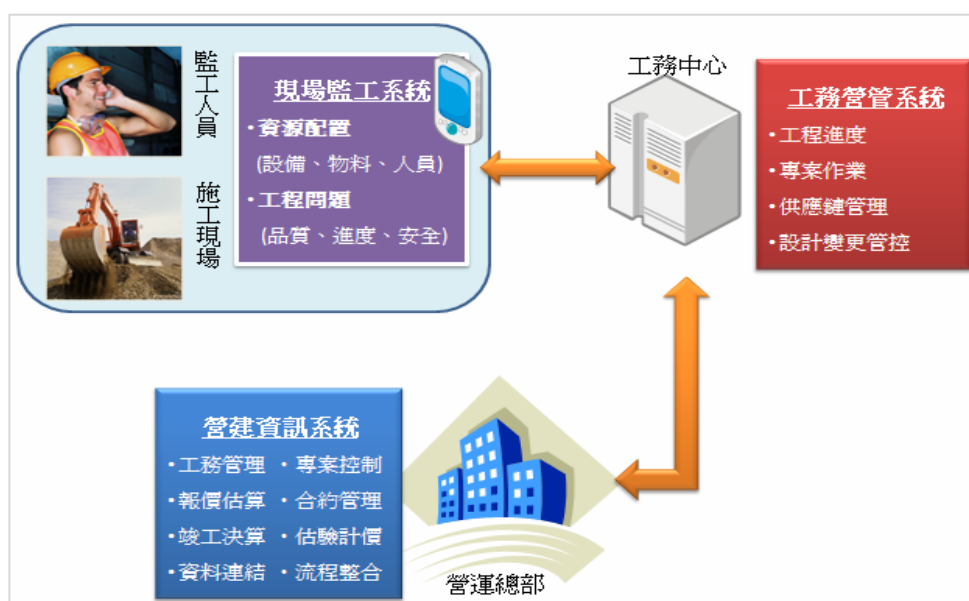 監工人員
施工現場
現場監工系統
•資源配置
(設備、物料、人員)
•工程問題
(品質、進度、安全)
工務中心
工務營管系統
•工程進度
•專案作業
•供應鏈管理
•設計變更管控
營建資訊系統
•工務管理 •專案控制
•報價估算 •合約管理
•竣工決算 •估驗計價
•資料連結 •流程整合
營運總部